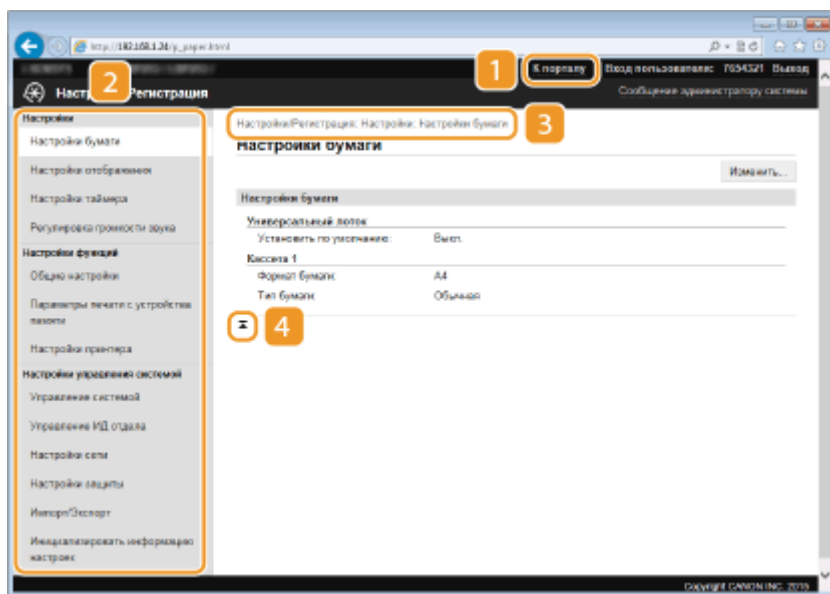 http://192.168.1.24/p_paper.html
1
К порталу
Вход пользователя: 7654321
Выход
2
Регистрация
Сообщение администратору системы
Настройки
Настройки бумаги
Настройки отображения
Настройки таймера
Регулировка громкости звука
Настройки функций
Общие настройки
Параметры печати с устройства
памяти
Настройки принтера
Настройки управления системой
Управление системой
Управление ИД отдела
Настройки сети
Настройки защиты
Импорт/Экспорт
Инициализировать информацию
настроек
Настройки/Регистрация: Настройки: Настройки бумаги
3
Настройки бумаги
Изменить...
Настройки бумаги
Универсальный лоток
Установить по умолчанию: Выкл.
Кассета 1
Формат бумаги: A4
Тип бумаги: Обычная
4
Copyright CANON INC. 2015